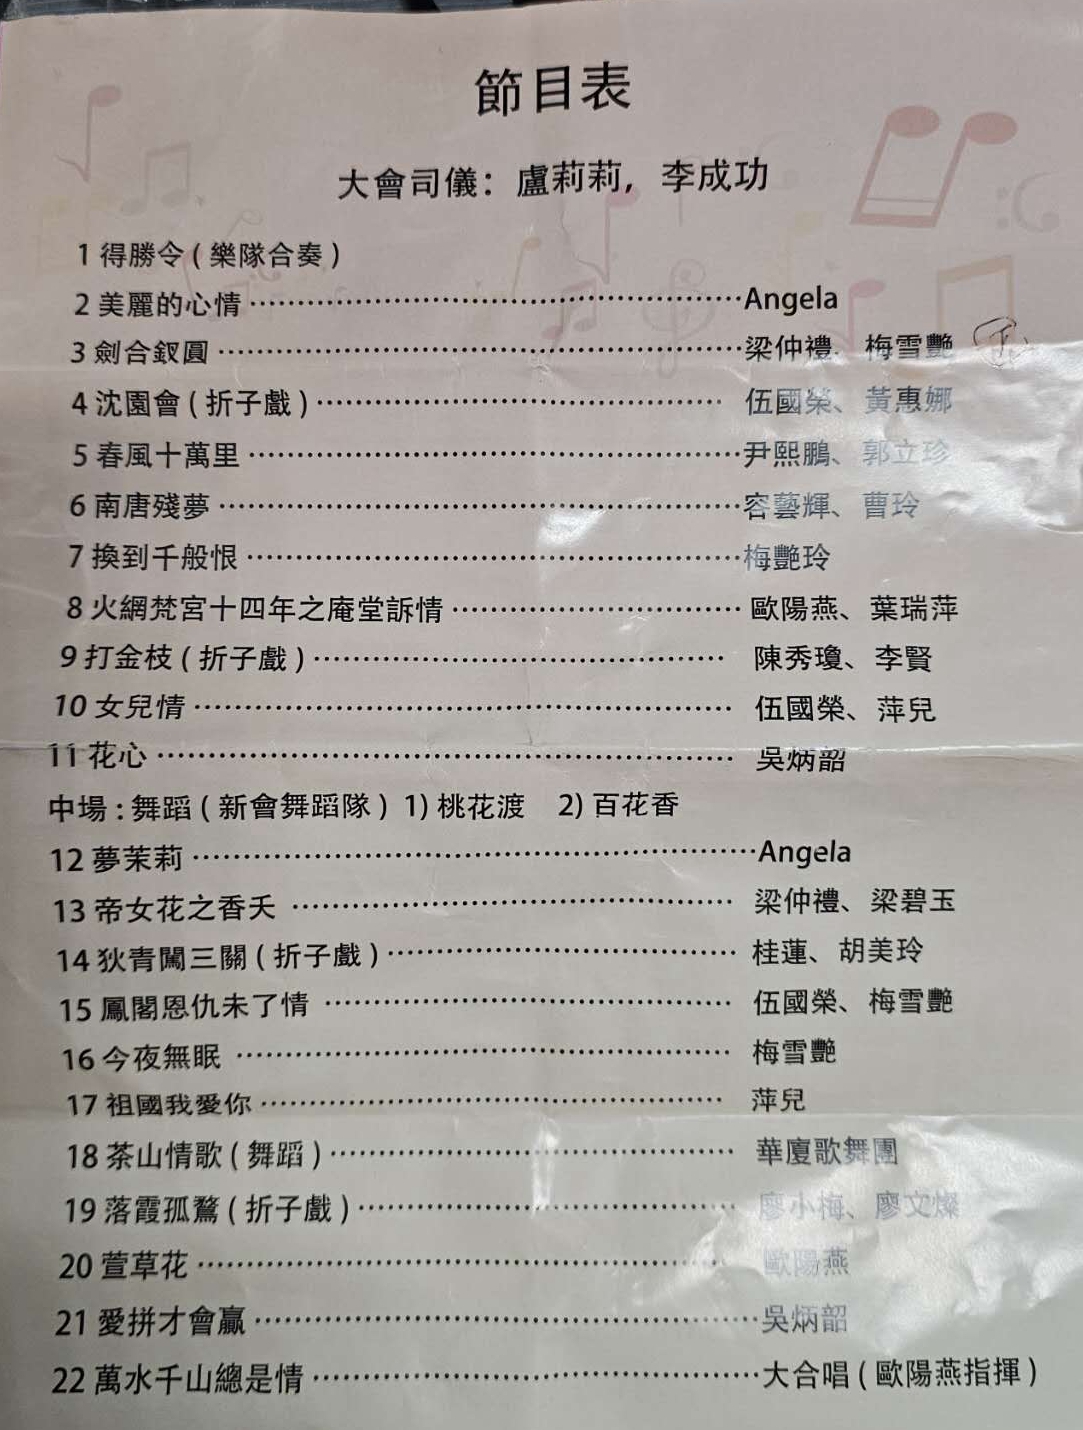 節目表
大會司儀：盧莉莉，李成功
1 得勝令 ( 樂隊合奏 )
2 美麗的心情 ········ Angela
3 劍合釵圓 ········ 梁仲禮、梅雪艷
4 沈園會 ( 折子戲 ) ········ 伍國榮、黃惠娜
5 春風十萬里 ········ 尹熙鵬、郭立珍
6 南唐殘夢 ········ 容藝輝、曹玲
7 換到千般恨 ········ 梅艷玲
8 火網梵宮十四年之庵堂訴情 ········ 歐陽燕、葉瑞萍
9 打金枝 ( 折子戲 ) ········ 陳秀瓊、李賢
10 女兒情 ········ 伍國榮、萍兒
11 花心 ········ 吳炳韶
中場 : 舞蹈 ( 新會舞蹈隊 ) 1) 桃花渡 2) 百花香
12 夢茉莉 ········ Angela
13 帝女花之香夭 ········ 梁仲禮、梁碧玉
14 狄青闖三關 ( 折子戲 ) ········ 桂蓮、胡美玲
15 鳳閣恩仇未了情 ········ 伍國榮、梅雪艷
16 今夜無眠 ········ 梅雪艷
17 祖國我愛你 ········ 萍兒
18 茶山情歌 ( 舞蹈 ) ········ 華廈歌舞團
19 落霞孤鶩 ( 折子戲 ) ········ 廖小梅、廖文燦
20 萱草花 ········ 歐陽燕
21 愛拼才會贏 ········ 吳炳韶
22 萬水千山總是情 ········ 大合唱 ( 歐陽燕指揮 )